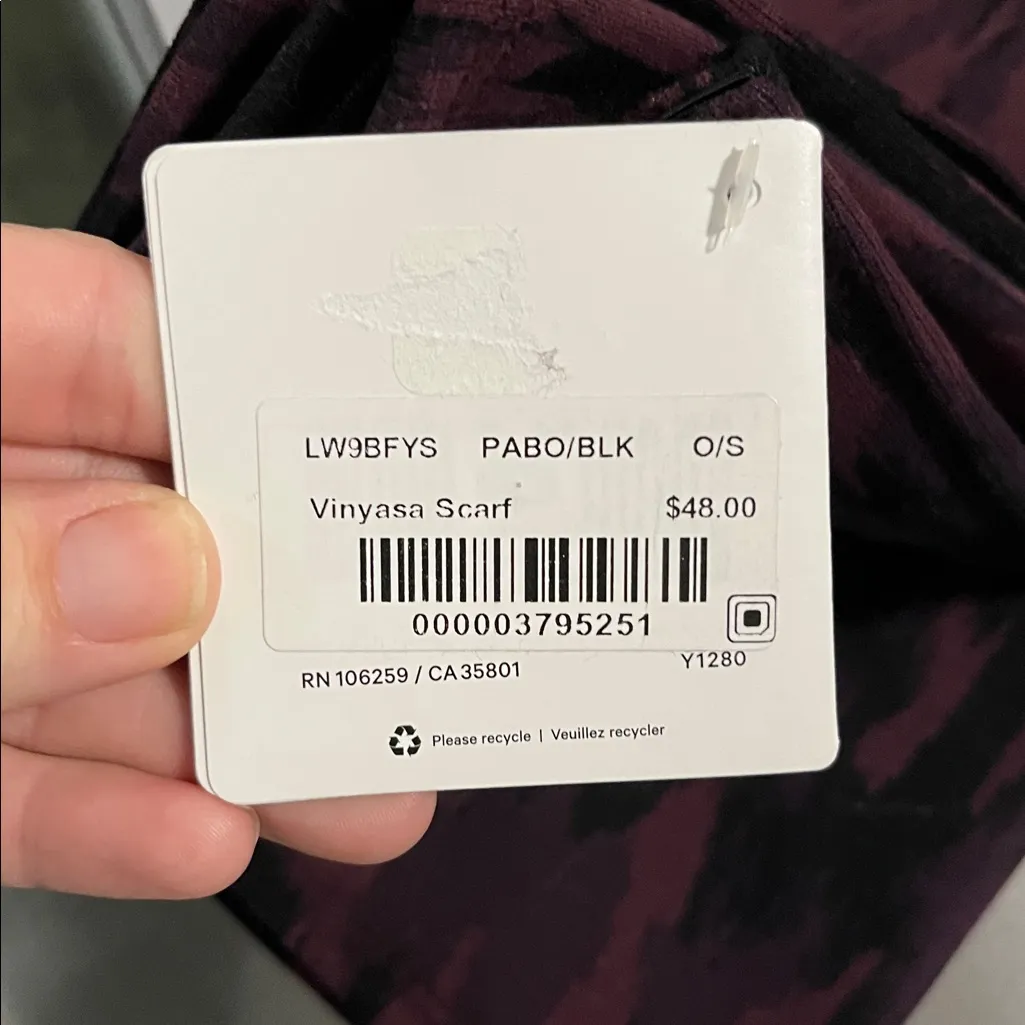 LW9BFYS PABO/BLK O/S
Vinyasa Scarf $48.00
000003795251
RN 106259 / CA 35801 Y1280
Please recycle | Veuillez recycler